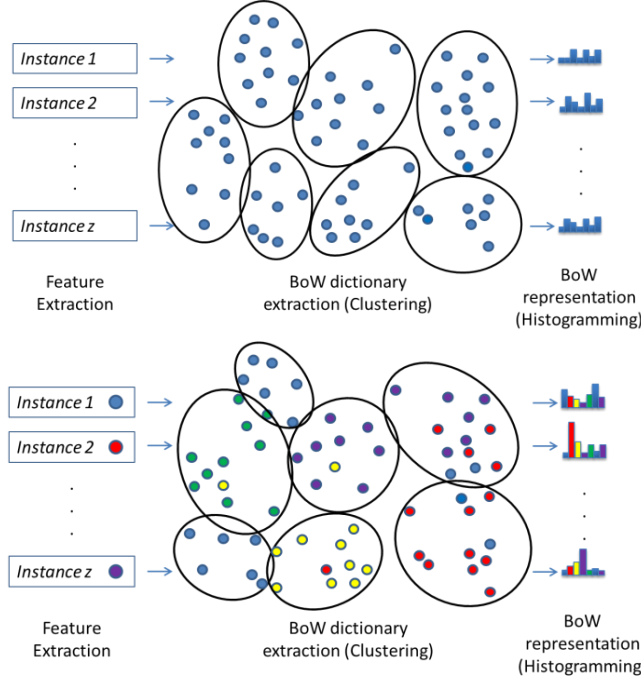 Instance 1
Instance 2
.
.
.
.
.
.
Instance z
Feature
Extraction
BoW dictionary
extraction (Clustering)
BoW
representation
(Histogramming)
Instance 1
Instance 2
.
.
.
.
.
.
Instance z
Feature
Extraction
BoW dictionary
extraction (Clustering)
BoW
representation
(Histogramming)